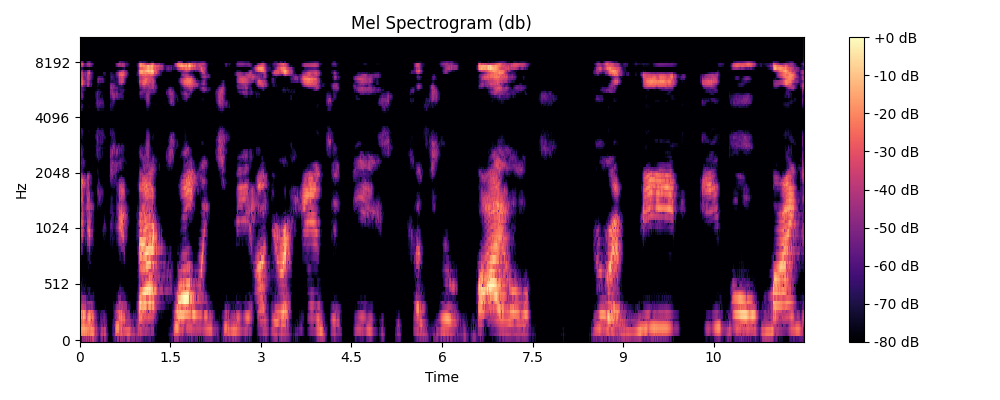 Mel Spectrogram (db)
8192
4096
2048
1024
512
0
Hz
0 1.5 3 4.5 6 7.5 9 10
Time
+0 dB
-10 dB
-20 dB
-30 dB
-40 dB
-50 dB
-60 dB
-70 dB
-80 dB